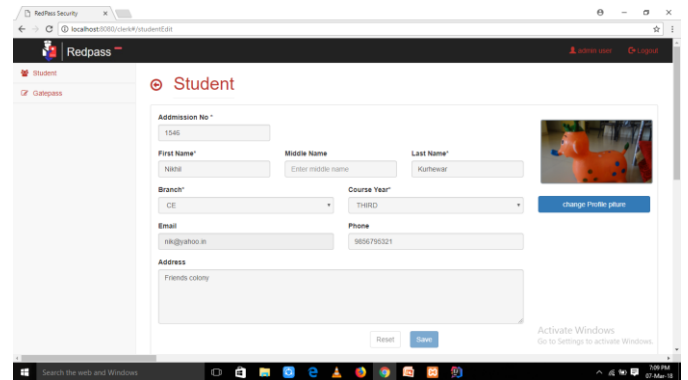 RedPass Security
localhost:8080/clerk#/studentEdit
Redpass
admin user Logout
Student
Gatepass
Student
Addmission No *
1546
First Name* Middle Name Last Name*
Nikhil Enter middle name Kurhewar
Branch* Course Year*
CE THIRD
change Profile piture
Email Phone
nik@yahoo.in 9856795321
Address
Friends colony
Reset Save
Activate Windows
Go to Settings to activate Windows.
Search the web and Windows
7:09 PM
07-Mar-18